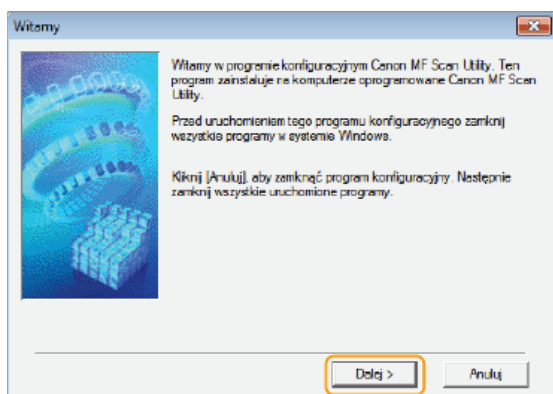 Witamy
Witamy w programie konfiguracyjnym Canon MF Scan Utility. Ten
program zainstaluje na komputerze oprogramowane Canon MF Scan
Utility.
Przed uruchomieniem tego programu konfiguracyjnego zamknij
wszystkie programy w systemie Windows.
Kliknij [Anuluj], aby zamknąć program konfiguracyjny. Następnie
zamknij wszystkie uruchomione programy.
Dalej >
Anuluj